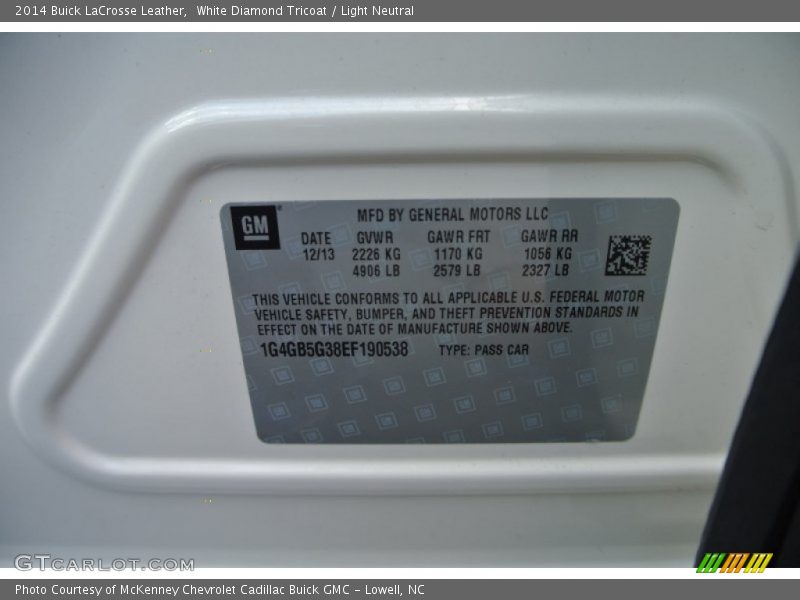 2014 Buick LaCrosse Leather,  White Diamond Tricoat / Light Neutral
GM
MFD BY GENERAL MOTORS LLC
DATE GVWR GAWR FRT GAWR RR
12/13 2226 KG 1170 KG 1056 KG
4906 LB 2579 LB 2327 LB
THIS VEHICLE CONFORMS TO ALL APPLICABLE U.S. FEDERAL MOTOR
VEHICLE SAFETY, BUMPER, AND THEFT PREVENTION STANDARDS IN
EFFECT ON THE DATE OF MANUFACTURE SHOWN ABOVE.
1G4GB5G38EF190538 TYPE: PASS CAR
GTCARLOT.COM
Photo Courtesy of McKenney Chevrolet Cadillac Buick GMC - Lowell, NC